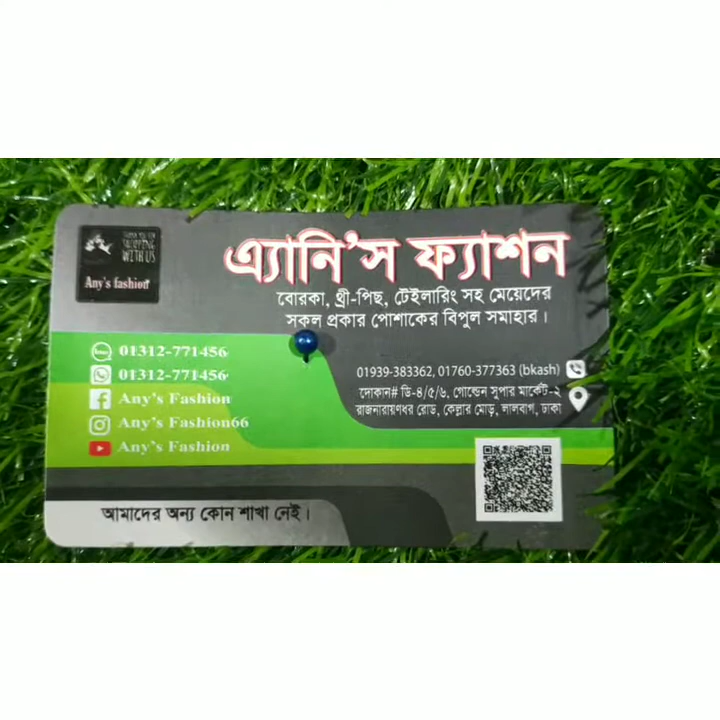 THANK YOU FOR
SHOPPING
WITH US
Any's fashion
এ্যানি'স ফ্যাশন
বোরকা, থ্রী-পিছ, টেইলারিং সহ মেয়েদের
সকল প্রকার পোশাকের বিপুল সমাহার।
01312-771456
01312-771456
Any's Fashion
Any's Fashion66
Any's Fashion
01939-383362, 01760-377363 (bkash)
দোকান# ডি-৪/৫/৬, গোল্ডেন সুপার মার্কেট-২
রাজনারায়ণধর রোড, কেল্লার মোড়, লালবাগ, ঢাকা
আমাদের অন্য কোন শাখা নেই।